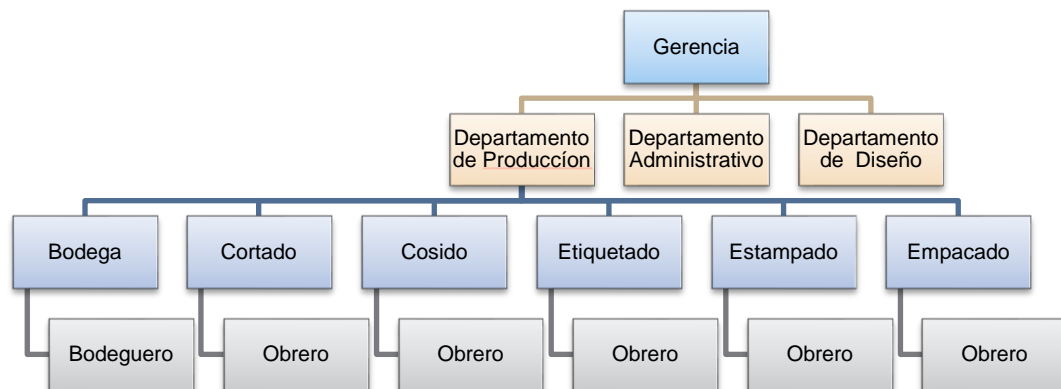 Gerencia
Departamento
de Produccíon
Departamento
Administrativo
Departamento
de Diseño
Bodega
Cortado
Cosido
Etiquetado
Estampado
Empacado
Bodeguero
Obrero
Obrero
Obrero
Obrero
Obrero